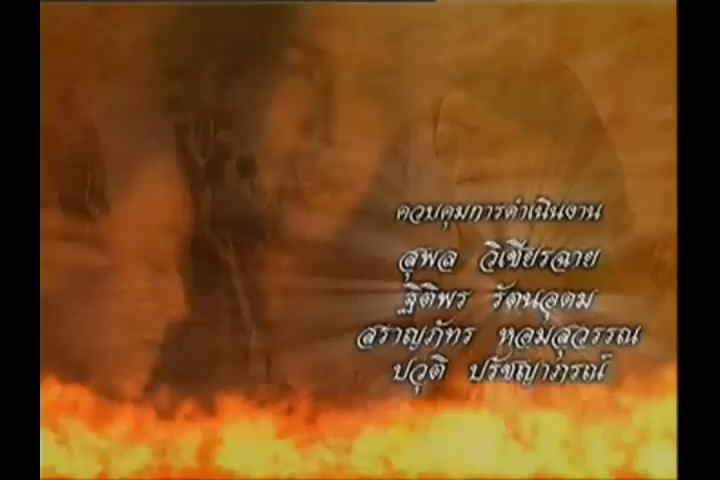 ควบคุมการดำเนินงาน
สุพล วิเชียรฉาย
ฐิติพร รัตนอุดม
สราญภัทร หอมสุวรรณ
ปวุติ ปรัชญาภรณ์